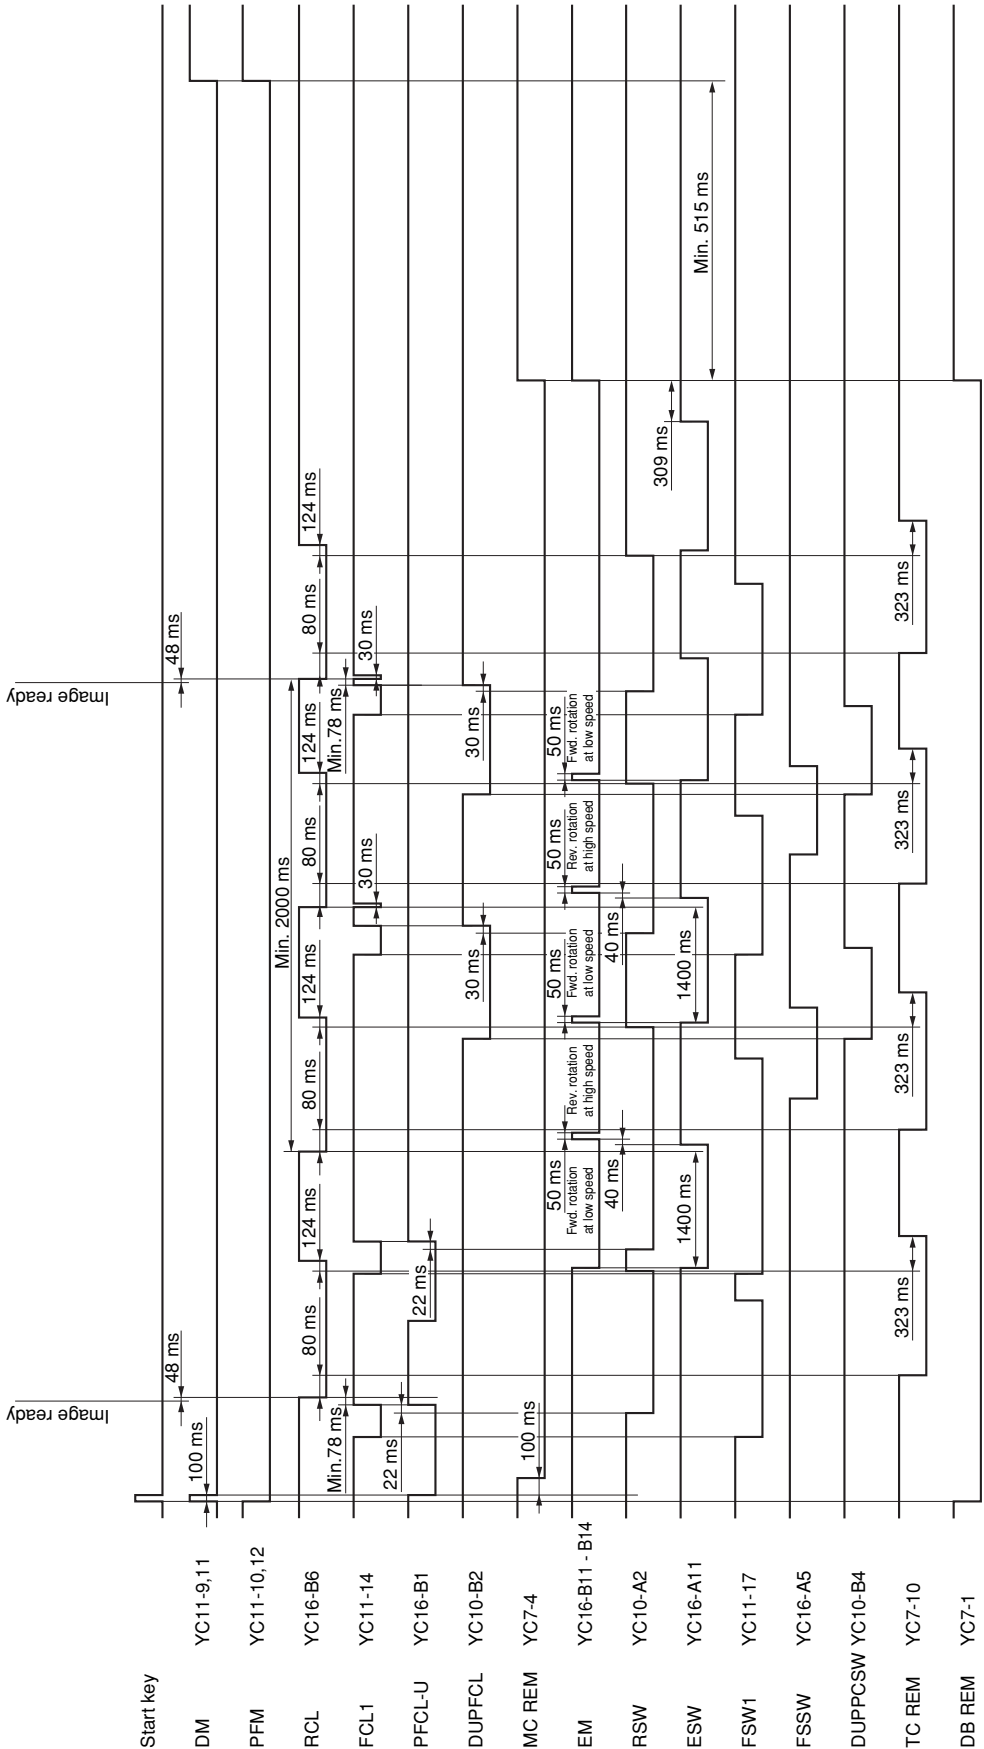 Image ready
Image ready
Start key
48 ms
48 ms
DM YC11-9,11
100 ms
PFM YC11-10,12
Min. 2000 ms
RCL YC16-B6
80 ms
124 ms
80 ms
124 ms
80 ms
124 ms
80 ms
124 ms
FCL1 YC11-14
Min.78 ms
30 ms
Min.78 ms
30 ms
PFCL-U YC16-B1
22 ms
22 ms
DUPFCL YC10-B2
30 ms
30 ms
MC REM YC7-4
100 ms
EM YC16-B11 - B14
50 ms
50 ms
50 ms
50 ms
Fwd. rotation
at low speed
Rev. rotation
at high speed
Fwd. rotation
at low speed
Rev. rotation
at high speed
Fwd. rotation
at low speed
RSW YC10-A2
40 ms
40 ms
ESW YC16-A11
1400 ms
1400 ms
309 ms
Min. 515 ms
FSW1 YC11-17
FSSW YC16-A5
DUPPCSW YC10-B4
TC REM YC7-10
323 ms
323 ms
323 ms
323 ms
DB REM YC7-1